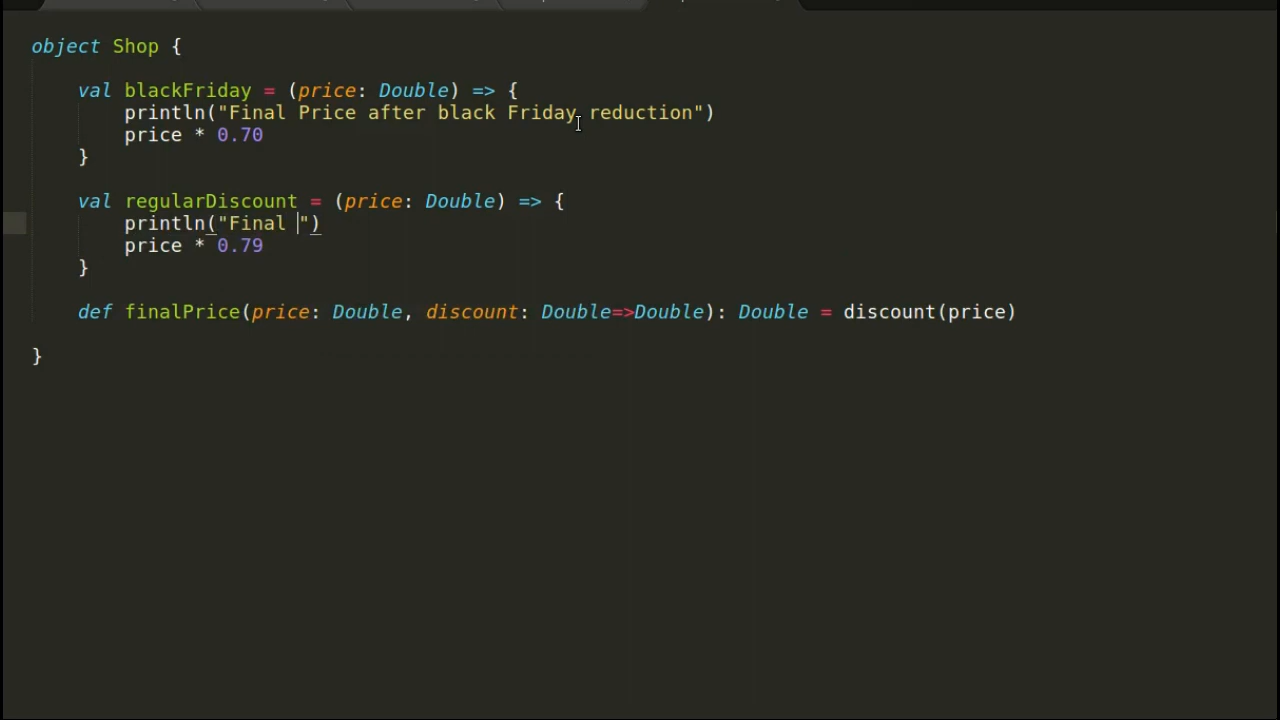 object Shop {
val blackFriday = (price: Double) => {
println("Final Price after black Friday reduction")
price * 0.70
}
val regularDiscount = (price: Double) => {
println("Final ")
price * 0.79
}
def finalPrice(price: Double, discount: Double=>Double): Double = discount(price)
}